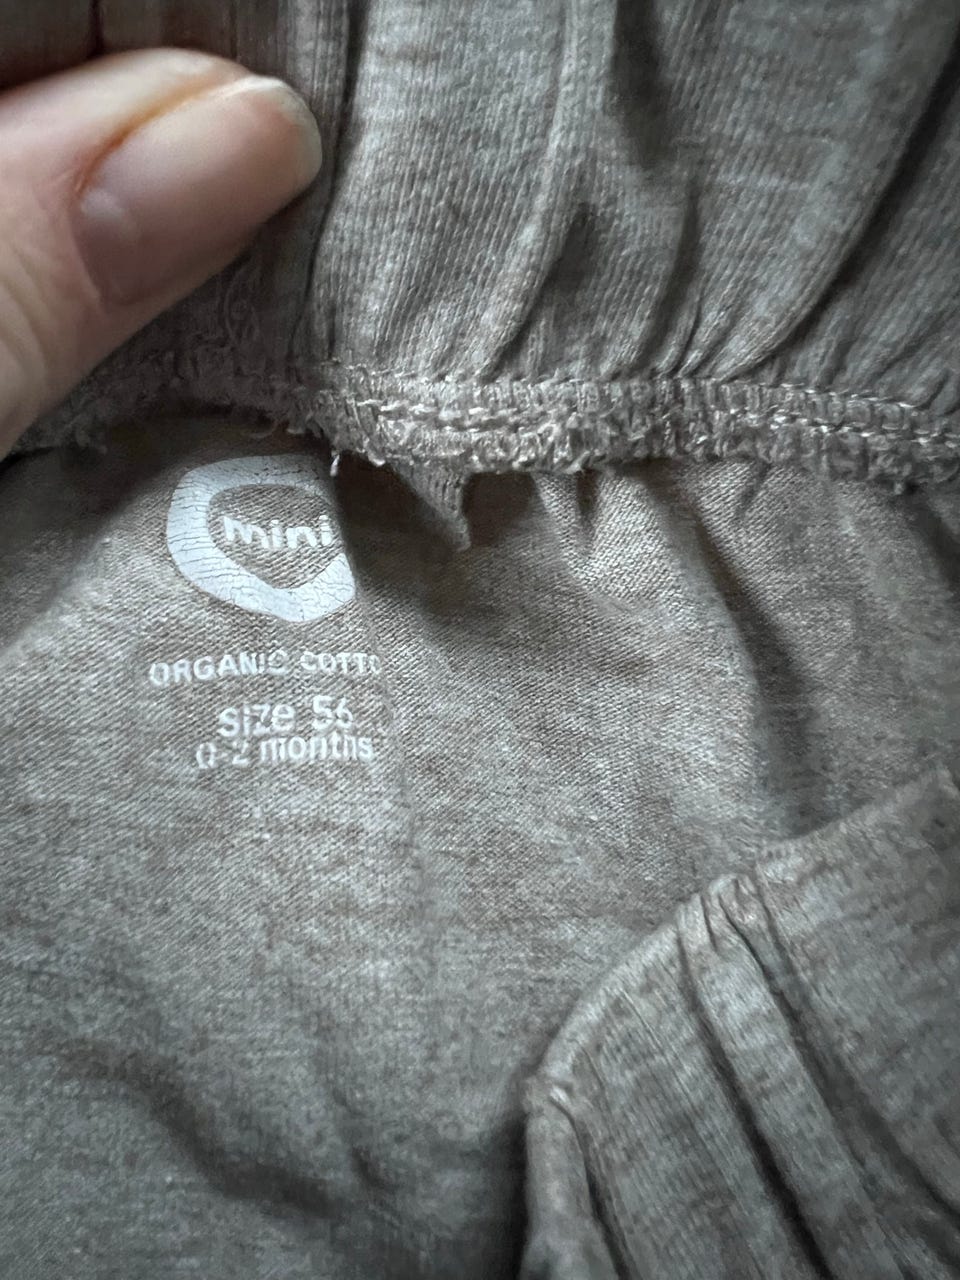 mini
ORGANIC COTTO
Size 56
0-2 months